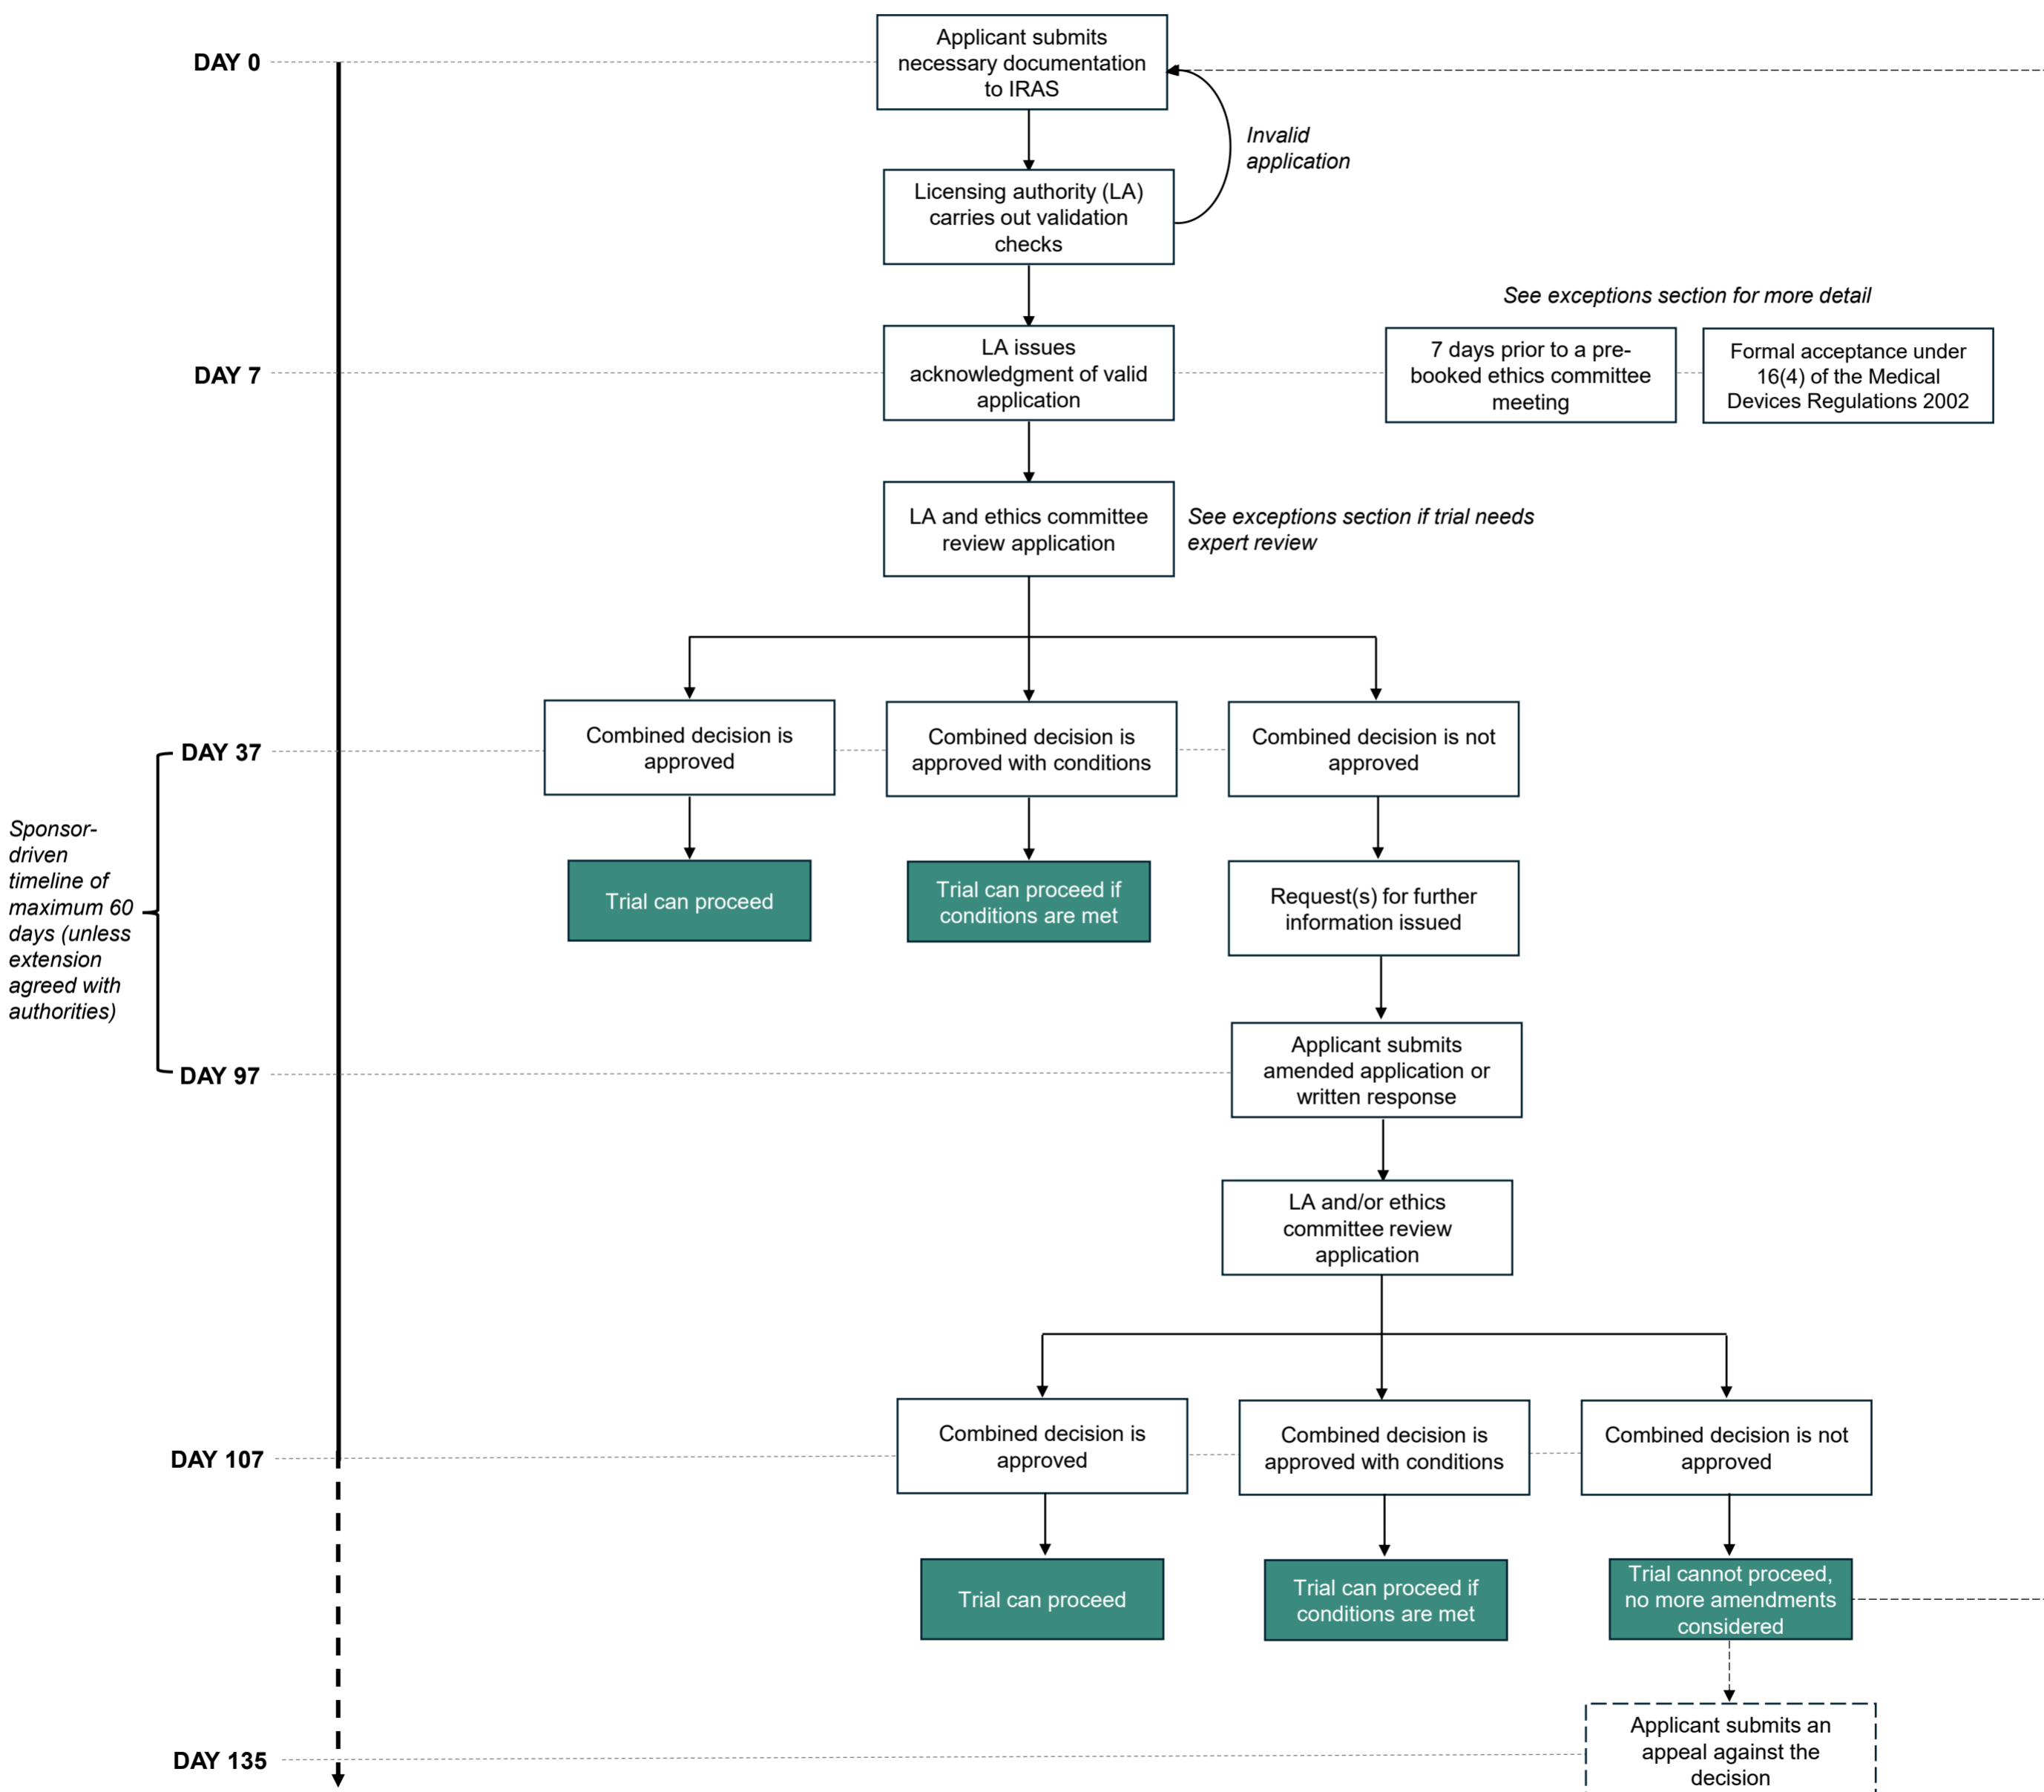 DAY 0
Applicant submits
necessary documentation
to IRAS
Invalid
application
Licensing authority (LA)
carries out validation
checks
See exceptions section for more detail
DAY 7
LA issues
acknowledgment of valid
application
7 days prior to a pre-
booked ethics committee
meeting
Formal acceptance under
16(4) of the Medical
Devices Regulations 2002
LA and ethics committee
review application
See exceptions section if trial needs
expert review
DAY 37
Combined decision is
approved
Combined decision is
approved with conditions
Combined decision is not
approved
Sponsor-
driven
timeline of
maximum 60
days (unless
extension
agreed with
authorities)
Trial can proceed
Trial can proceed if
conditions are met
Request(s) for further
information issued
DAY 97
Applicant submits
amended application or
written response
LA and/or ethics
committee review
application
DAY 107
Combined decision is
approved
Combined decision is
approved with conditions
Combined decision is not
approved
Trial can proceed
Trial can proceed if
conditions are met
Trial cannot proceed,
no more amendments
considered
DAY 135
Applicant submits an
appeal against the
decision